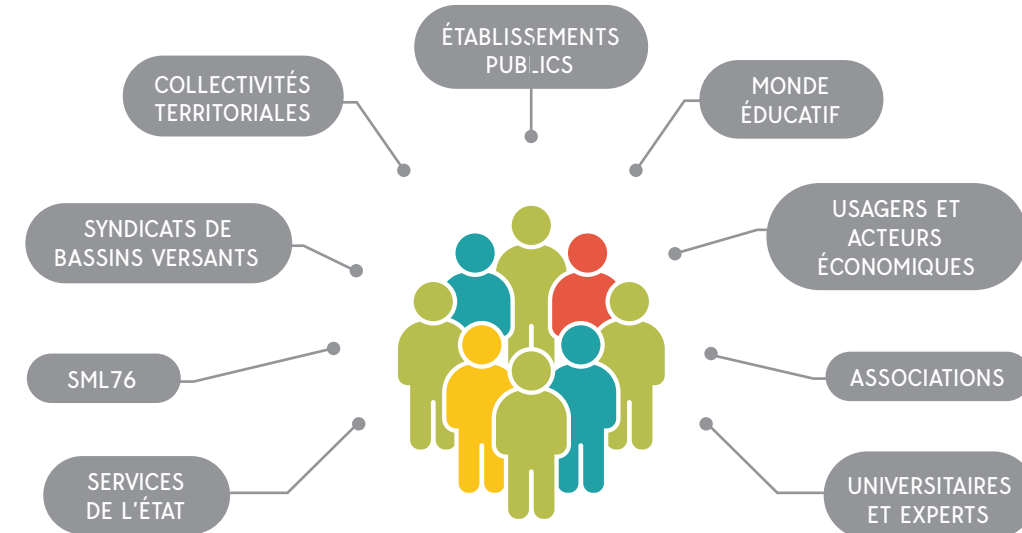 ÉTABLISSEMENTS
PUBLICS
COLLECTIVITÉS
TERRITORIALES
MONDE
ÉDUCATIF
SYNDICATS DE
BASSINS VERSANTS
USAGERS ET
ACTEURS
ÉCONOMIQUES
SML76
ASSOCIATIONS
SERVICES
DE L'ÉTAT
UNIVERSITAIRES
ET EXPERTS